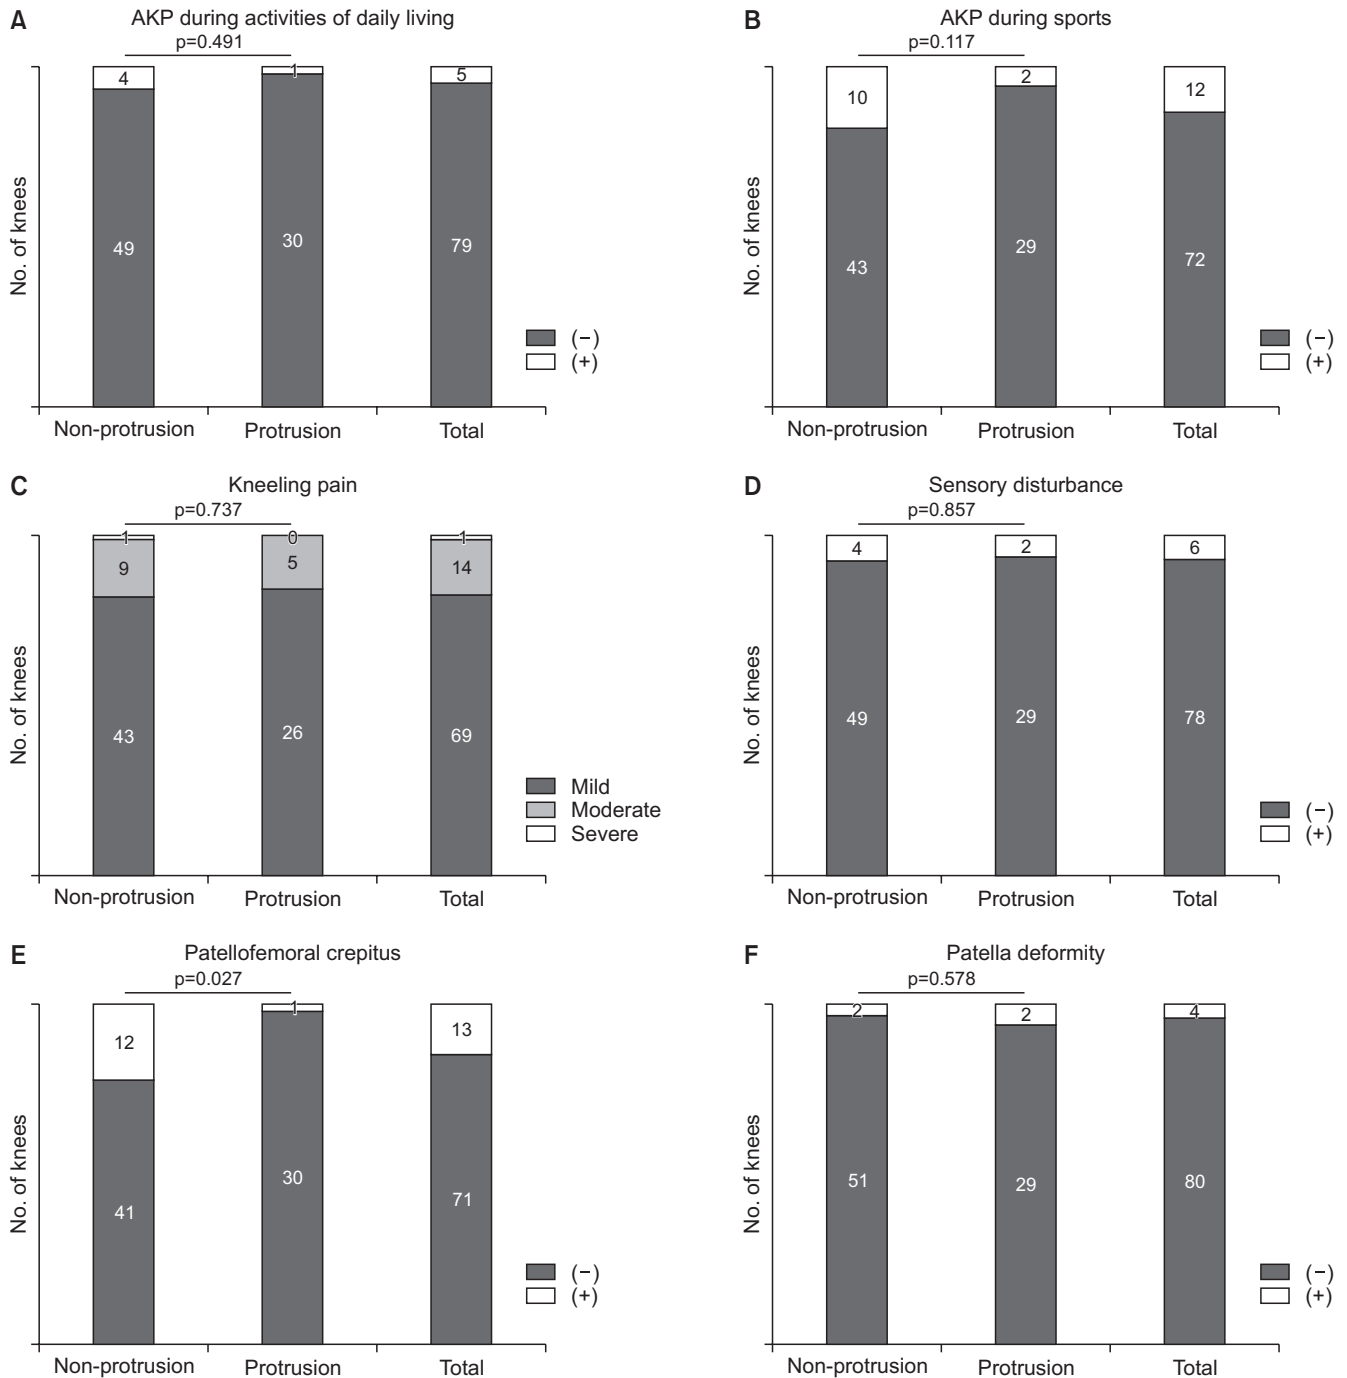 A AKP during activities of daily living
p=0.491
No. of knees
4 1 5
49 30 79
(−)
(+)
Non-protrusion Protrusion Total
B AKP during sports
p=0.117
No. of knees
10 2 12
43 29 72
(−)
(+)
Non-protrusion Protrusion Total
C Kneeling pain
p=0.737
No. of knees
1 0 1
9 5 14
43 26 69
Mild
Moderate
Severe
Non-protrusion Protrusion Total
D Sensory disturbance
p=0.857
No. of knees
4 2 6
49 29 78
(−)
(+)
Non-protrusion Protrusion Total
E Patellofemoral crepitus
p=0.027
No. of knees
12 1 13
41 30 71
(−)
(+)
Non-protrusion Protrusion Total
F Patella deformity
p=0.578
No. of knees
2 2 4
51 29 80
(−)
(+)
Non-protrusion Protrusion Total